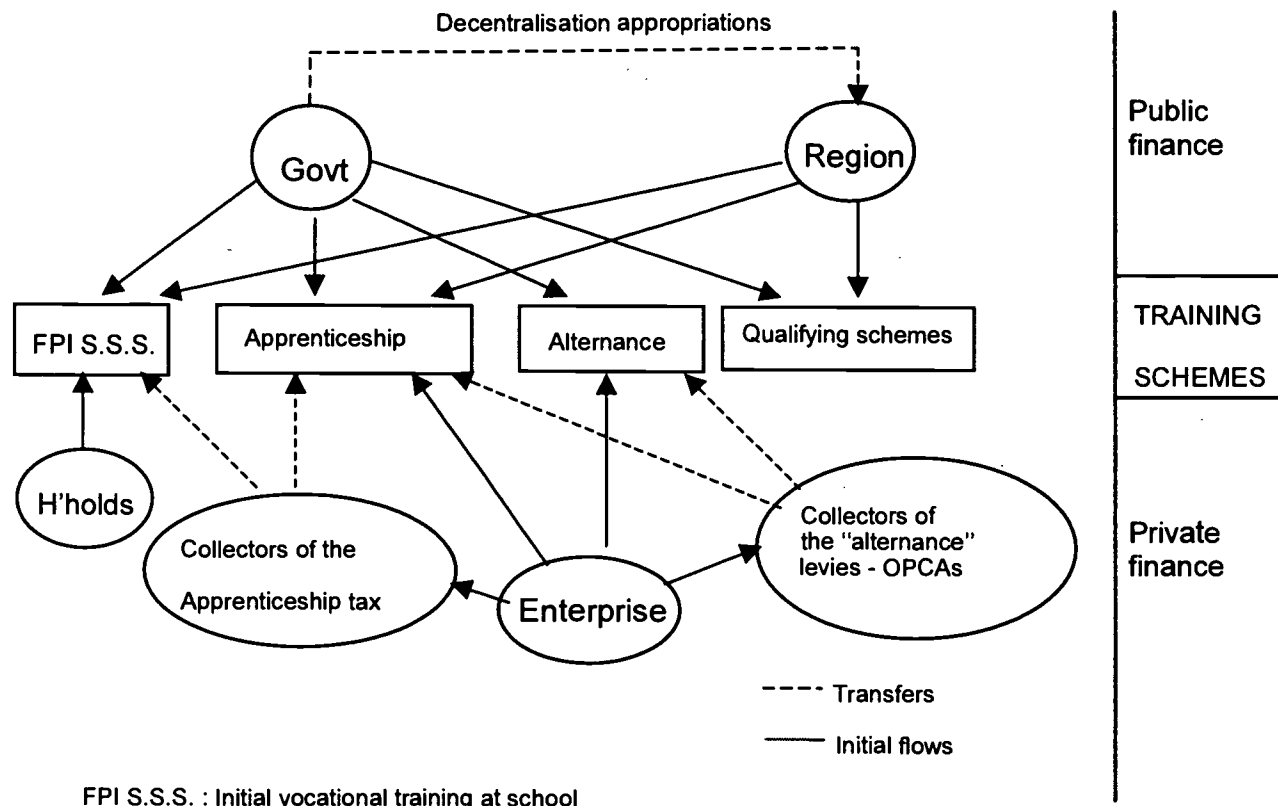 Decentralisation appropriations
Govt
Region
Public
finance
FPI S.S.S.
Apprenticeship
Alternance
Qualifying schemes
TRAINING
SCHEMES
H'holds
Collectors of the
Apprenticeship tax
Enterprise
Collectors of
the "alternance"
levies - OPCAs
Private
finance
Transfers
Initial flows
FPI S.S.S. : Initial vocational training at school